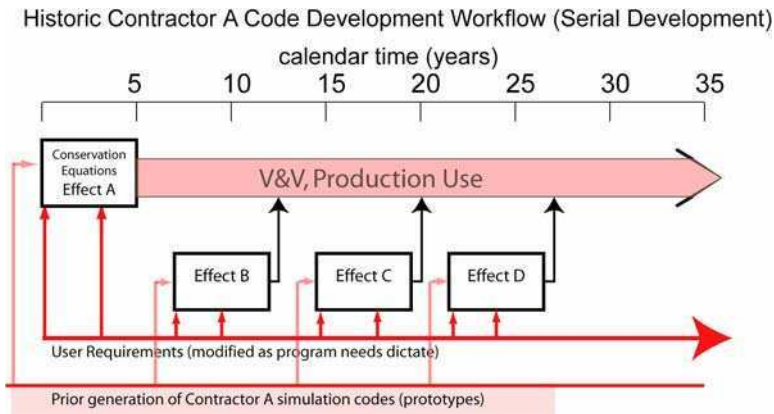 Historic Contractor A Code Development Workflow (Serial Development)
calendar time (years)
5 10 15 20 25 30 35
Conservation
Equations
Effect A
V&V, Production Use
Effect B
Effect C
Effect D
User Requirements (modified as program needs dictate)
Prior generation of Contractor A simulation codes (prototypes)